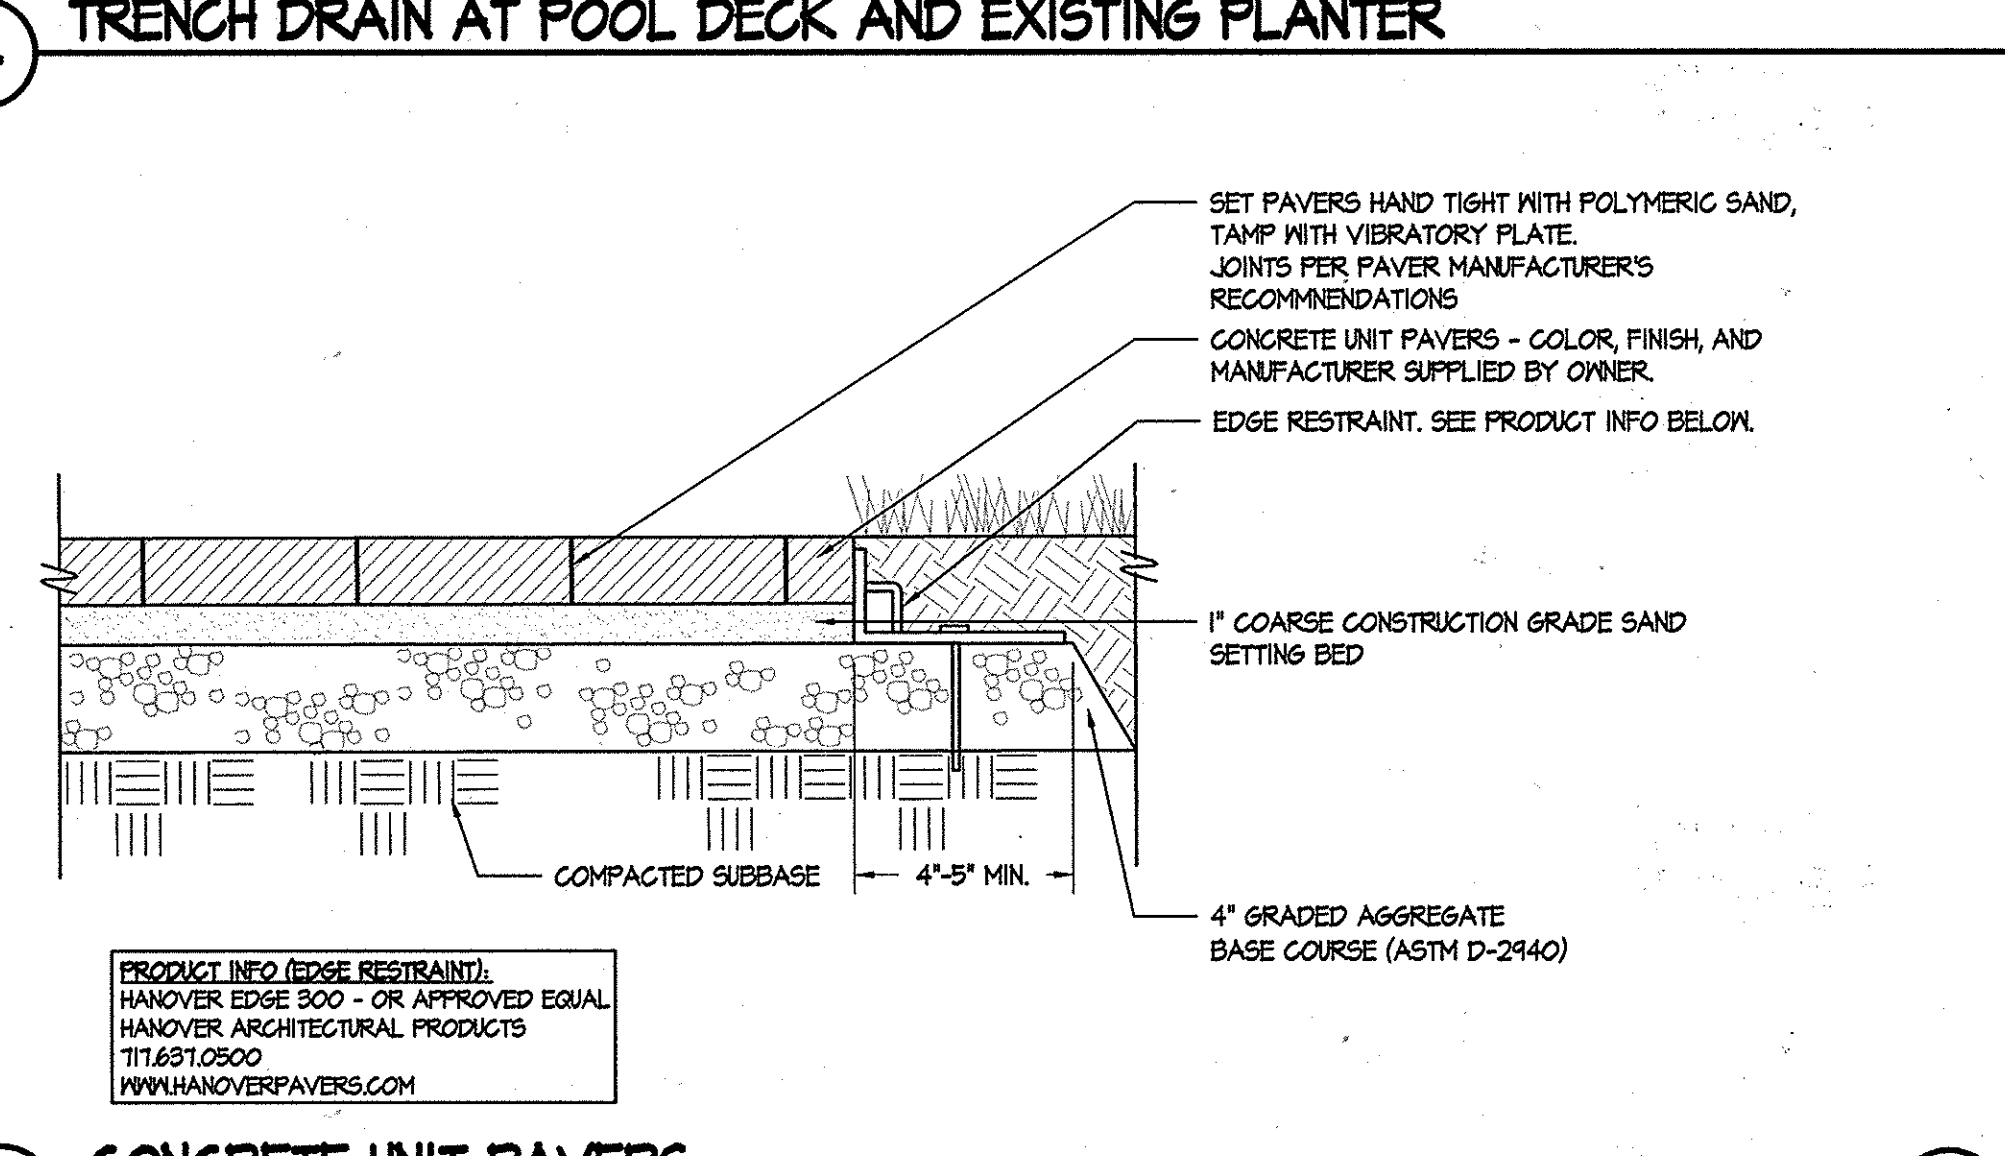 TRENCH DRAIN AT POOL DECK AND EXISTING PLANTER
SET PAVERS HAND TIGHT WITH POLYMERIC SAND,
TAMP WITH VIBRATORY PLATE.
JOINTS PER PAVER MANUFACTURER'S
RECOMMNENDATIONS
CONCRETE UNIT PAVERS - COLOR, FINISH, AND
MANUFACTURER SUPPLIED BY OWNER.
EDGE RESTRAINT. SEE PRODUCT INFO BELOW.
1" COARSE CONSTRUCTION GRADE SAND
SETTING BED
COMPACTED SUBBASE
4"-5" MIN.
4" GRADED AGGREGATE
BASE COURSE (ASTM D-2940)
PRODUCT INFO (EDGE RESTRAINT):
HANOVER EDGE 300 - OR APPROVED EQUAL
HANOVER ARCHITECTURAL PRODUCTS
717.637.0500
WWW.HANOVERPAVERS.COM
CONCRETE UNIT PAVERS